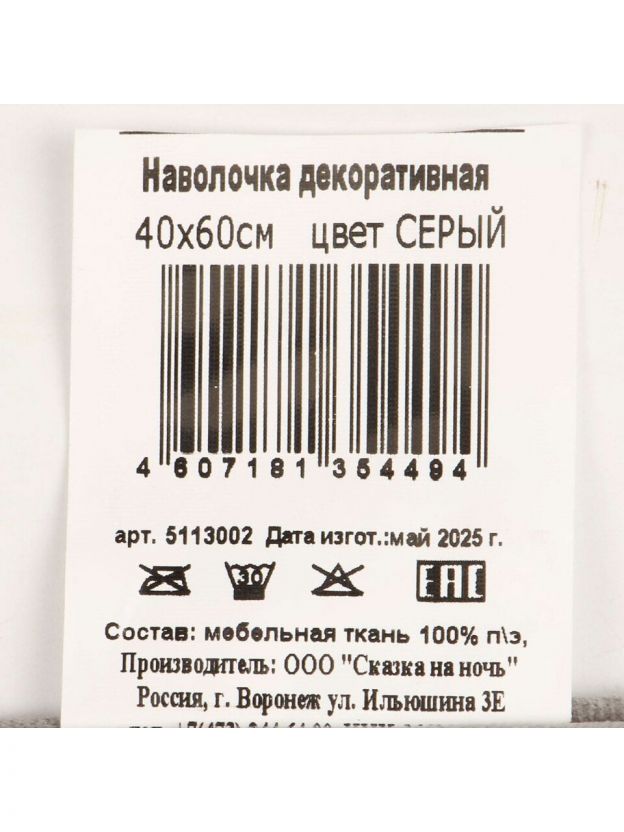 Наволочка декоративная
40х60см цвет СЕРЫЙ
4 607181 354494
арт. 5113002 Дата изгот.:май 2025 г.
30 EAC
Состав: мебельная ткань 100% п\э,
Производитель: ООО "Сказка на ночь"
Россия, г. Воронеж ул. Ильюшина 3Е